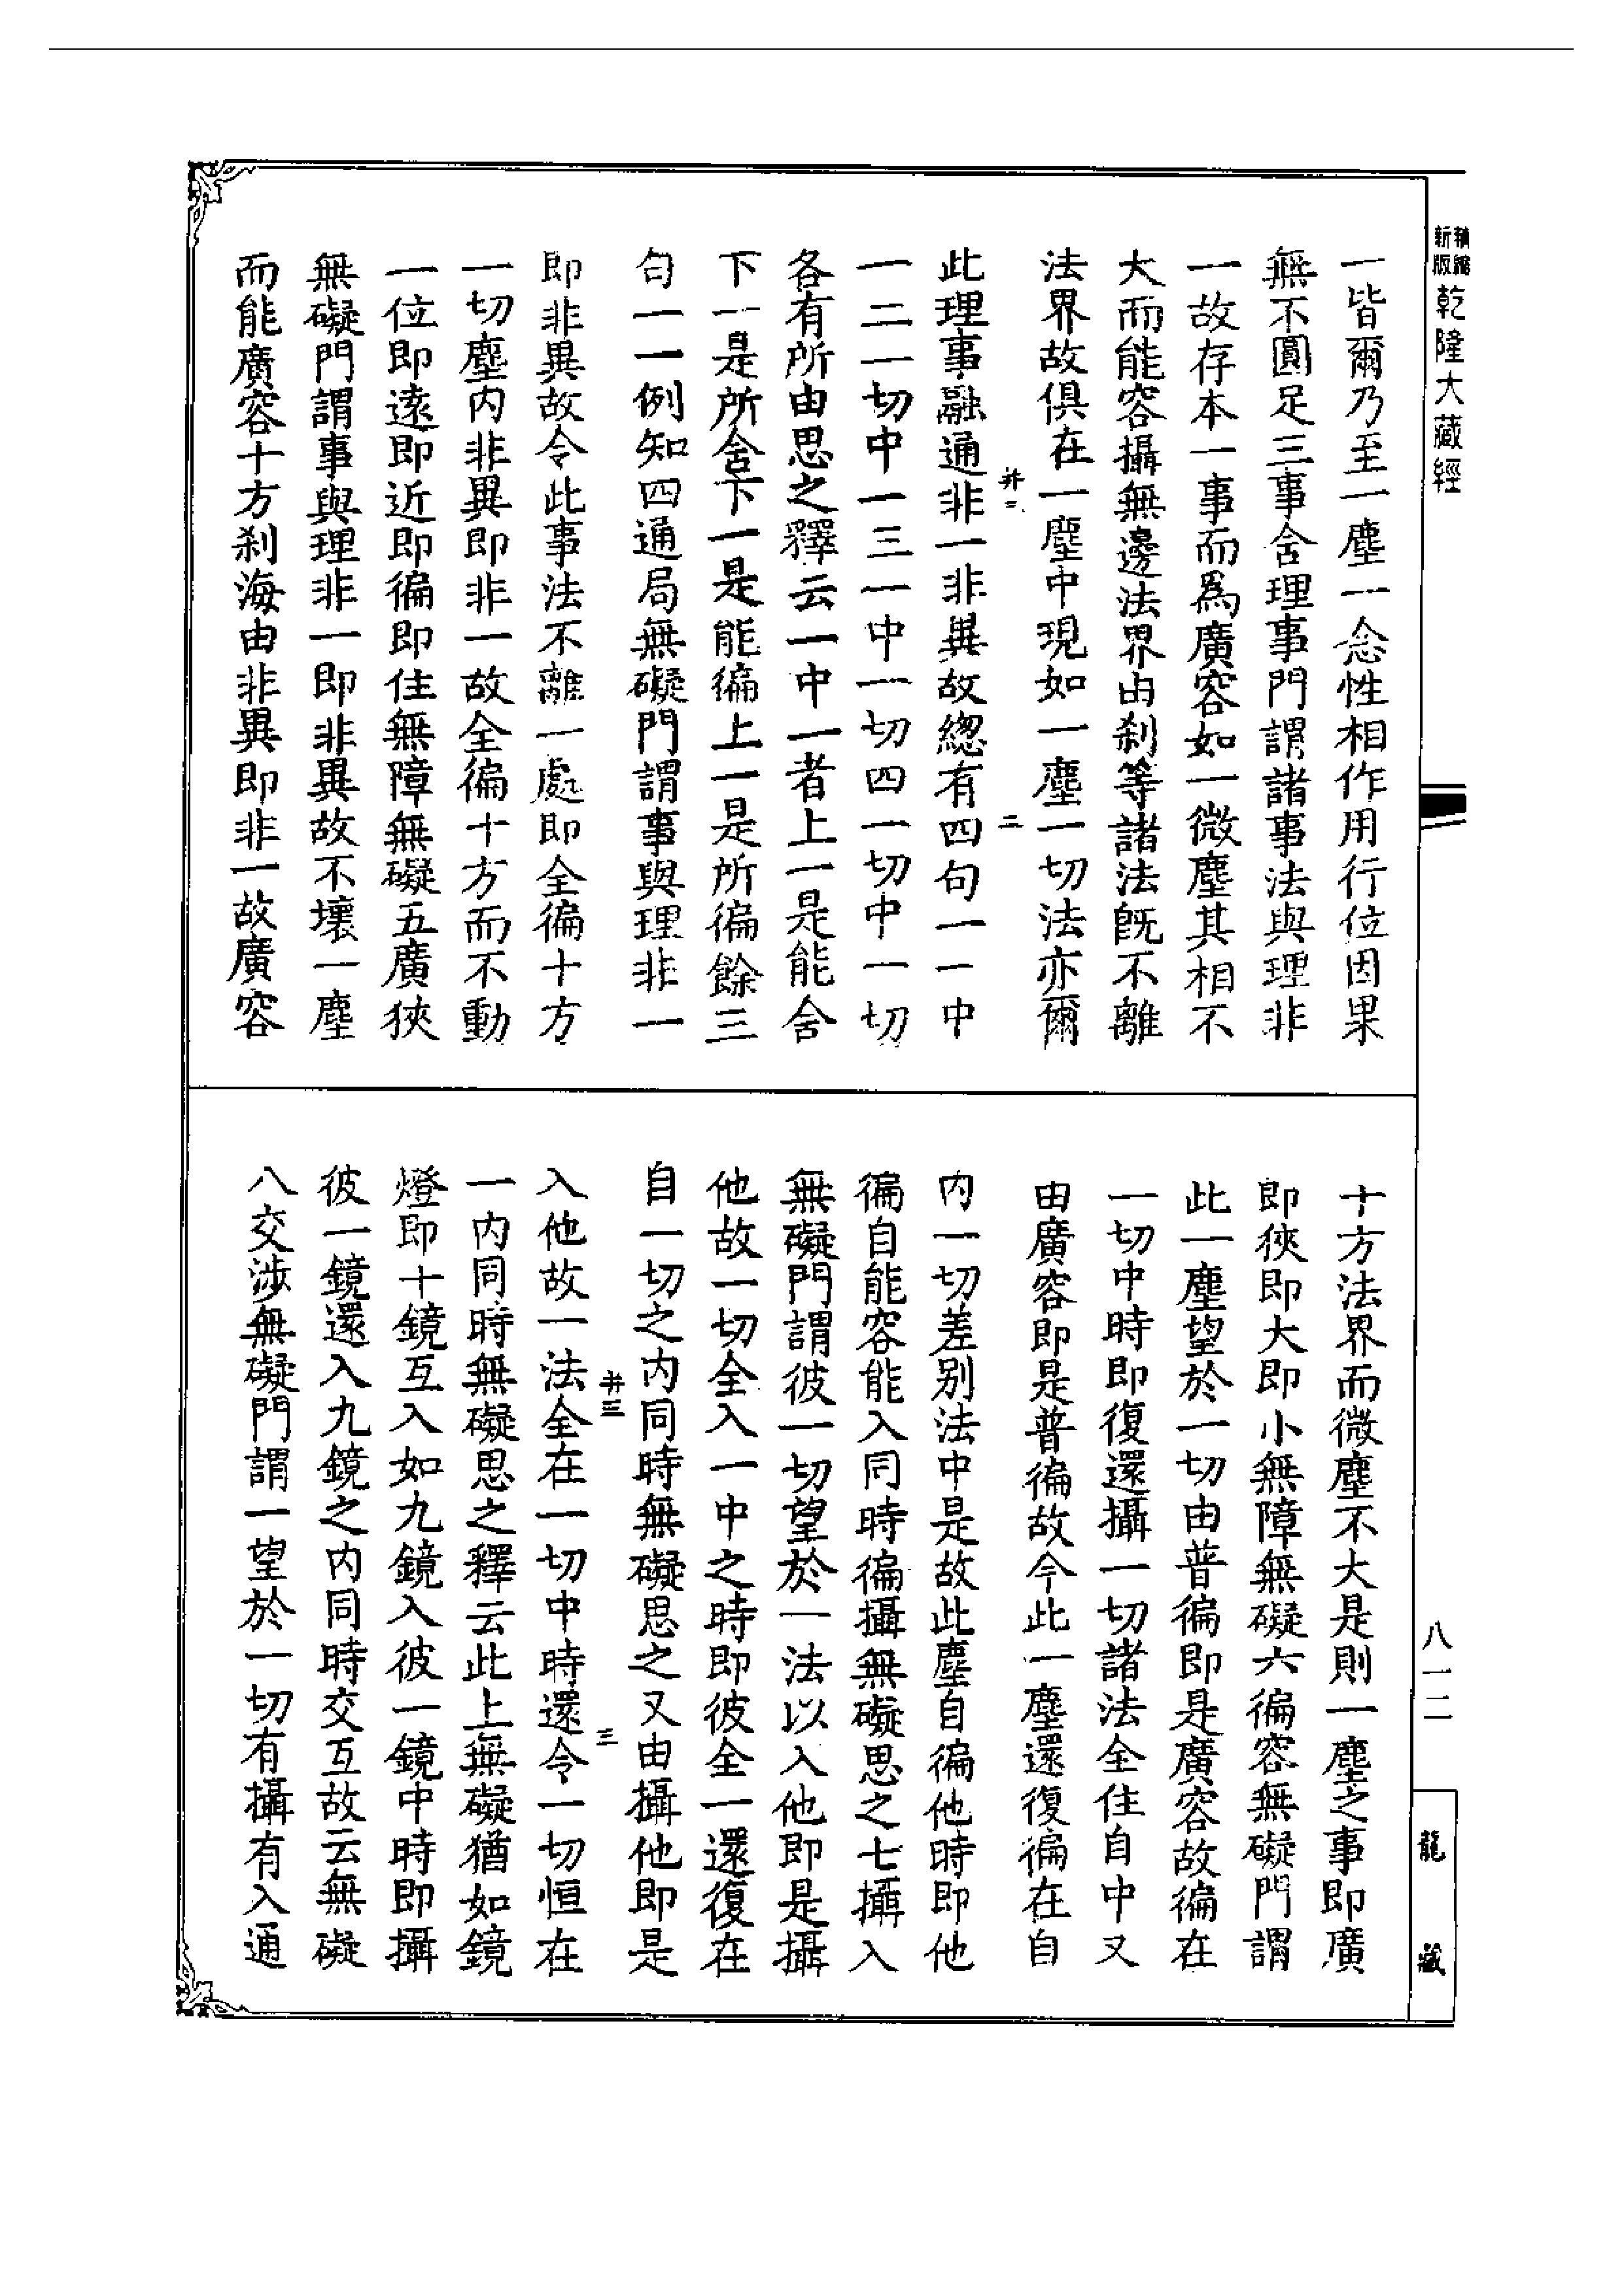 新版
精縮
乾隆大藏經
一皆爾乃至一塵一念性相作用行位因果
無不圓足三事含理事門謂諸事法與理非
一故存本一事而為廣容如一微塵其相不
大而能容攝無邊法界由剎等諸法旣不離
法界故俱在一塵中現如一塵一切法亦爾
并二
二
此理事融通非一非異故緫有四句一一中
一二一切中一三一中一切四一切中一切
各有所由思之釋云一中一者上一是能含
下一是所含下一是能徧上一是所徧餘三
句一一例知四通局無礙門謂事與理非一
即非異故令此事法不離一處即全徧十方
一切塵內非異即非一故全徧十方而不動
一位即遠即近即徧即住無障無礙五廣狹
無礙門謂事與理非一即非異故不壞一塵
而能廣容十方剎海由非異即非一故廣容
十方法界而微塵不大是則一塵之事即廣
即狹即大即小無障無礙六徧容無礙門謂
此一塵望於一切由普徧即是廣容故徧在
一切中時即復還攝一切諸法全住自中又
由廣容即是普徧故今此一塵還復徧在自
內一切差別法中是故此塵自徧他時即他
徧自能容能入同時徧攝無礙思之七攝入
無礙門謂彼一切望於一法以入他即是攝
他故一切全入一中之時即彼全一還復在
自一切之內同時無礙思之又由攝他即是
并三
三
入他故一法全在一切中時還令一切恒在
一內同時無礙思之釋云此上無礙猶如鏡
燈即十鏡互入如九鏡入彼一鏡中時即攝
彼一鏡還入九鏡之內同時交互故云無礙
八交涉無礙門謂一望於一切有攝有入通
八一二
龍藏